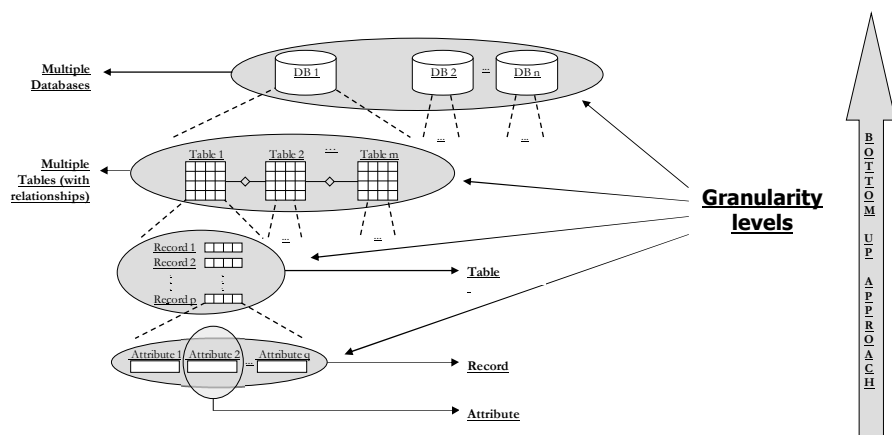 Multiple
Databases
DB 1
DB 2
...
DB n
...
...
Multiple
Tables (with
relationships)
Table 1
Table 2
...
Table m
...
...
Record 1
Record 2
Record p
Table
Attribute 1
Attribute 2
...
Attribute q
Record
Attribute
Granularity
levels
BOTTOM UP APPROACH